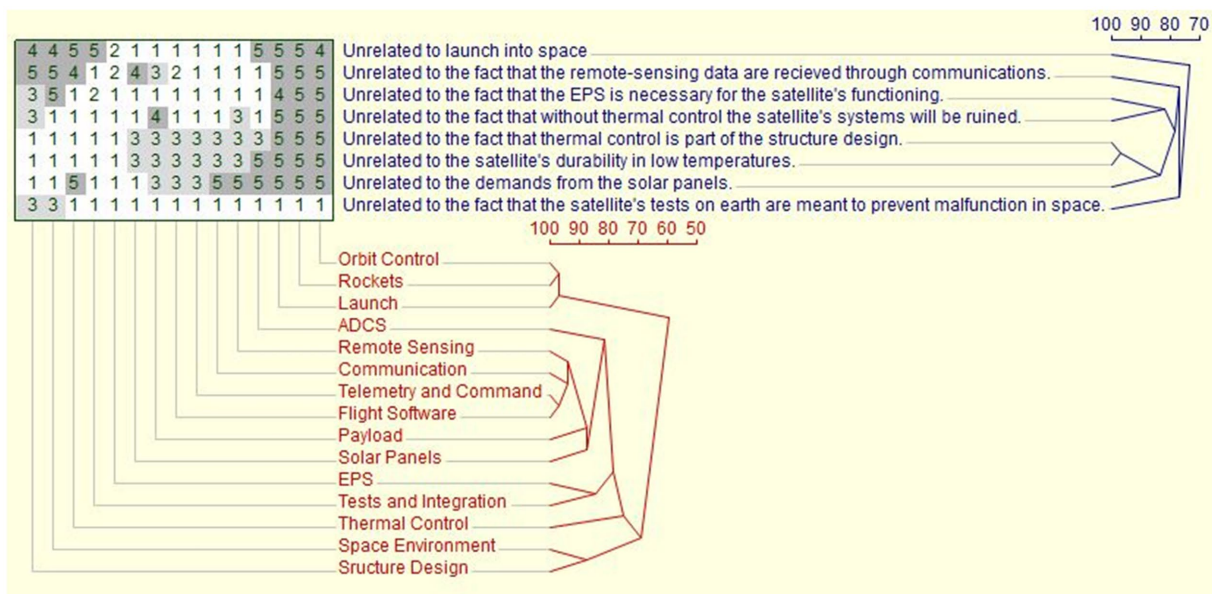 100 90 80 70
4 4 5 5 2 1 1 1 1 1 1 5 5 5 4 Unrelated to launch into space
5 5 4 1 2 4 3 2 1 1 1 1 5 5 5 Unrelated to the fact that the remote-sensing data are recieved through communications.
3 5 1 2 1 1 1 1 1 1 1 1 4 5 5 Unrelated to the fact that the EPS is necessary for the satellite's functioning.
3 1 1 1 1 1 4 1 1 1 3 1 5 5 5 Unrelated to the fact that without thermal control the satellite's systems will be ruined.
1 1 1 1 1 3 3 3 3 3 3 3 5 5 5 Unrelated to the fact that thermal control is part of the structure design.
1 1 1 1 1 3 3 3 3 3 3 5 5 5 5 Unrelated to the satellite's durability in low temperatures.
1 1 5 1 1 1 3 3 3 5 5 5 5 5 5 Unrelated to the demands from the solar panels.
3 3 1 1 1 1 1 1 1 1 1 1 1 1 1 Unrelated to the fact that the satellite's tests on earth are meant to prevent malfunction in space.
100 90 80 70 60 50
Orbit Control
Rockets
Launch
ADCS
Remote Sensing
Communication
Telemetry and Command
Flight Software
Payload
Solar Panels
EPS
Tests and Integration
Thermal Control
Space Environment
Sructure Design